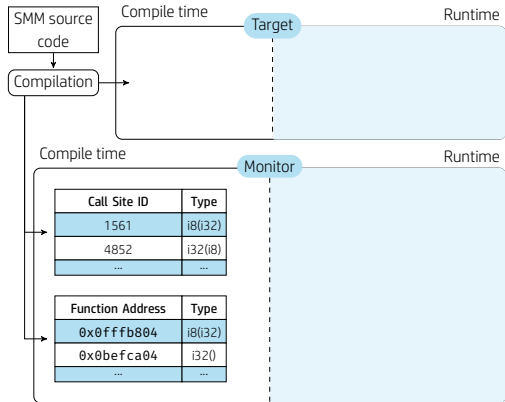 SMM source
code
Compilation
Compile time
Target
Runtime
Compile time
Monitor
Runtime
Call Site ID Type
1561 i8(i32)
4852 i32(i8)
... ...
Function Address Type
0x0fffb804 i8(i32)
0x0befca04 i32()
... ...